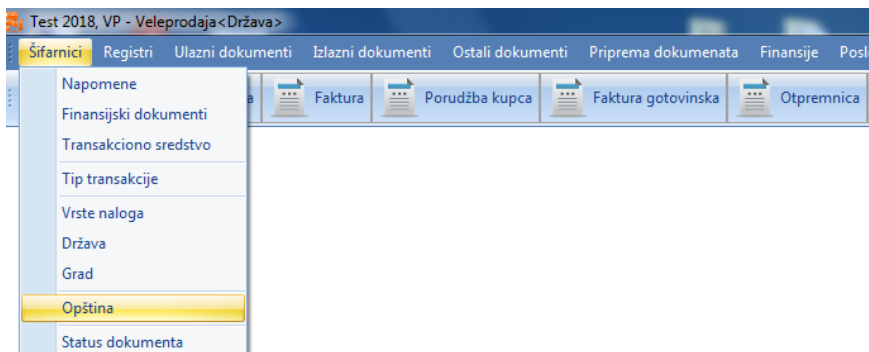 Test 2018, VP - Veleprodaja<Država>
Šifarnici Registri Ulazni dokumenti Izlazni dokumenti Ostali dokumenti Priprema dokumenata Finansije
Faktura Porudžba kupca Faktura gotovinska Otpremnica
Napomene
Finansijski dokumenti
Transakciono sredstvo
Tip transakcije
Vrste naloga
Država
Grad
Opština
Status dokumenta